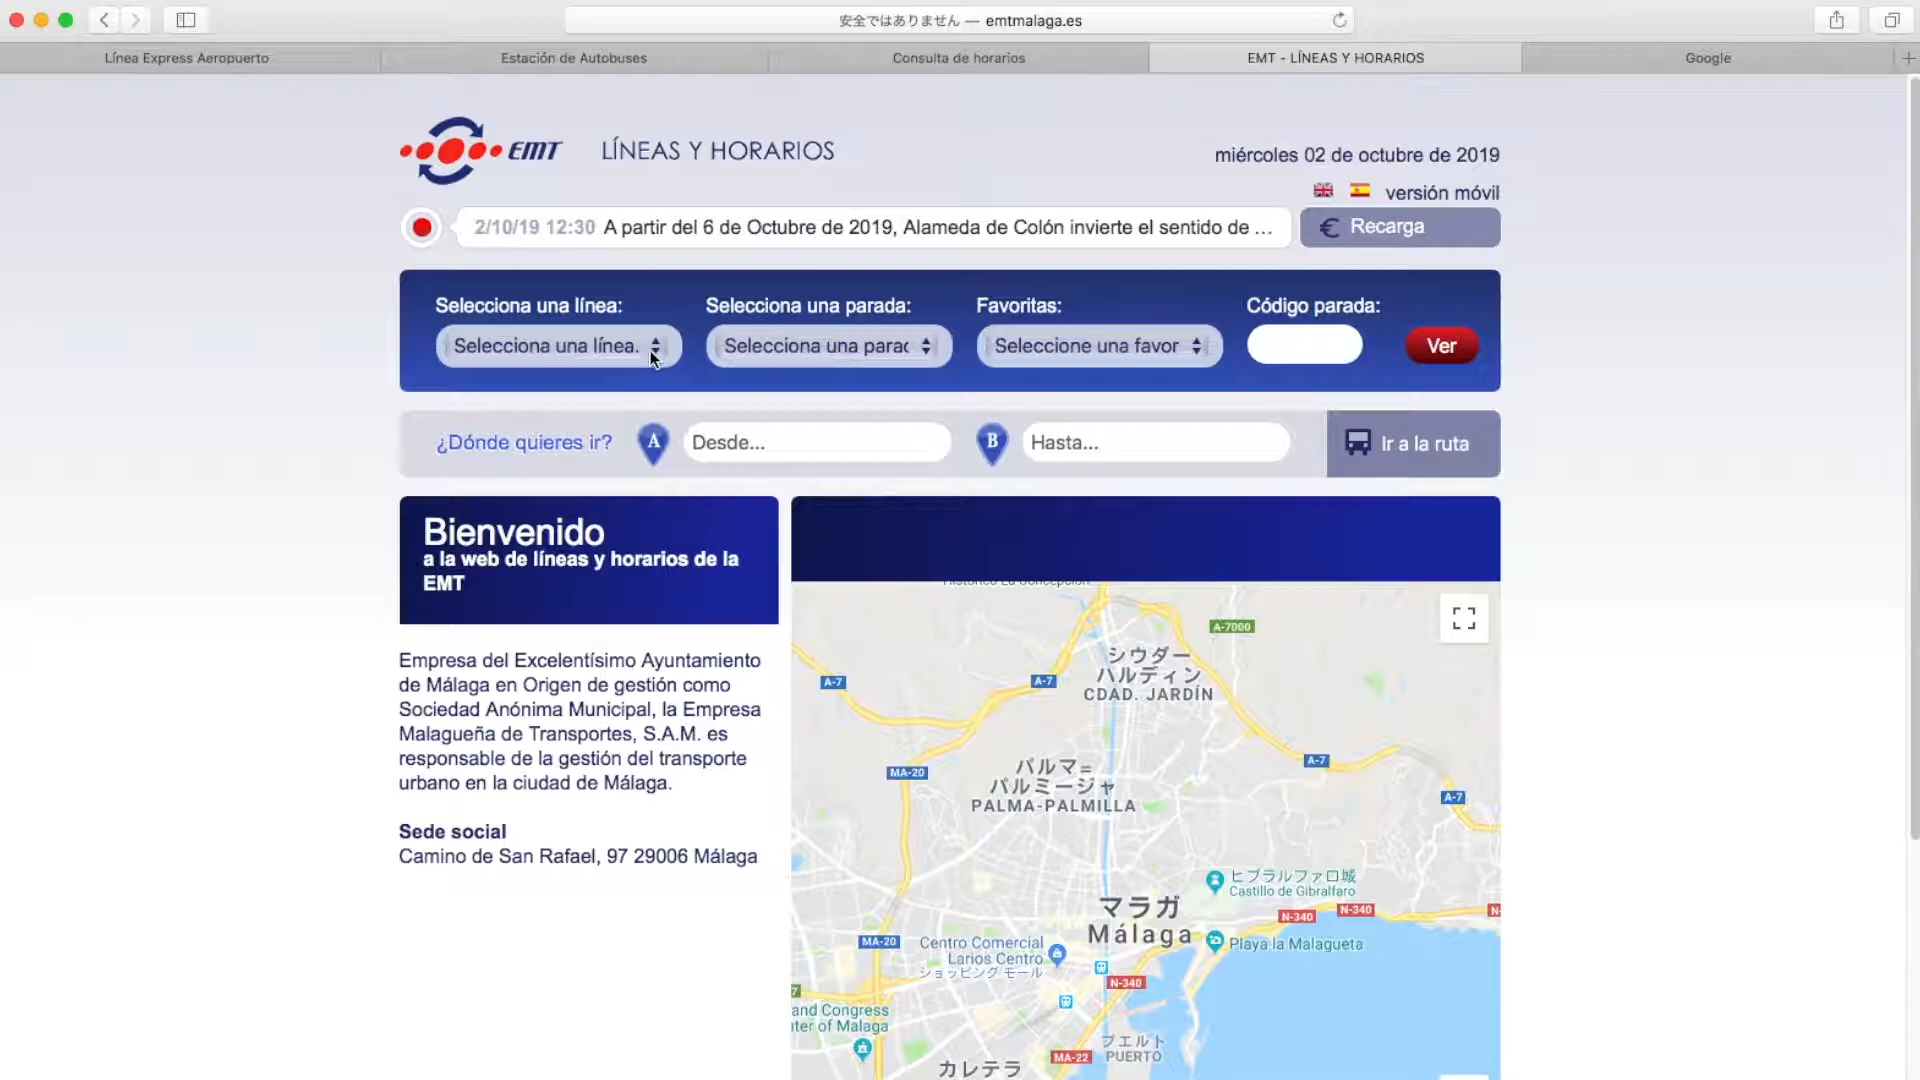 安全ではありません — emtmalaga.es
Línea Express Aeropuerto
Estación de Autobuses
Consulta de horarios
EMT - LÍNEAS Y HORARIOS
Google
EMT
LÍNEAS Y HORARIOS
miércoles 02 de octubre de 2019
versión móvil
2/10/19 12:30 A partir del 6 de Octubre de 2019, Alameda de Colón invierte el sentido de ...
€ Recarga
Selecciona una línea:
Selecciona una parada:
Favoritas:
Código parada:
Selecciona una línea.
Selecciona una parac
Seleccione una favor
Ver
¿Dónde quieres ir?
A
Desde...
B
Hasta...
Ir a la ruta
Bienvenido
a la web de líneas y horarios de la
EMT
Empresa del Excelentísimo Ayuntamiento
de Málaga en Origen de gestión como
Sociedad Anónima Municipal, la Empresa
Malagueña de Transportes, S.A.M. es
responsable de la gestión del transporte
urbano en la ciudad de Málaga.
Sede social
Camino de San Rafael, 97 29006 Málaga
Histórico La Concepción
A-7000
シウダー
ハルディン
CDAD. JARDÍN
A-7
A-7
A-7
MA-20
パルマ=
パルミージャ
PALMA-PALMILLA
A-7
ヒブラルファロ城
Castillo de Gibralfaro
マラガ
Málaga
N-340
N-340
N-
MA-20
Centro Comercial
Larios Centro
ショッピング モール
Playa la Malagueta
N-340
7
and Congress
ter of Malaga
プエルト
PUERTO
MA-22
カレテラ